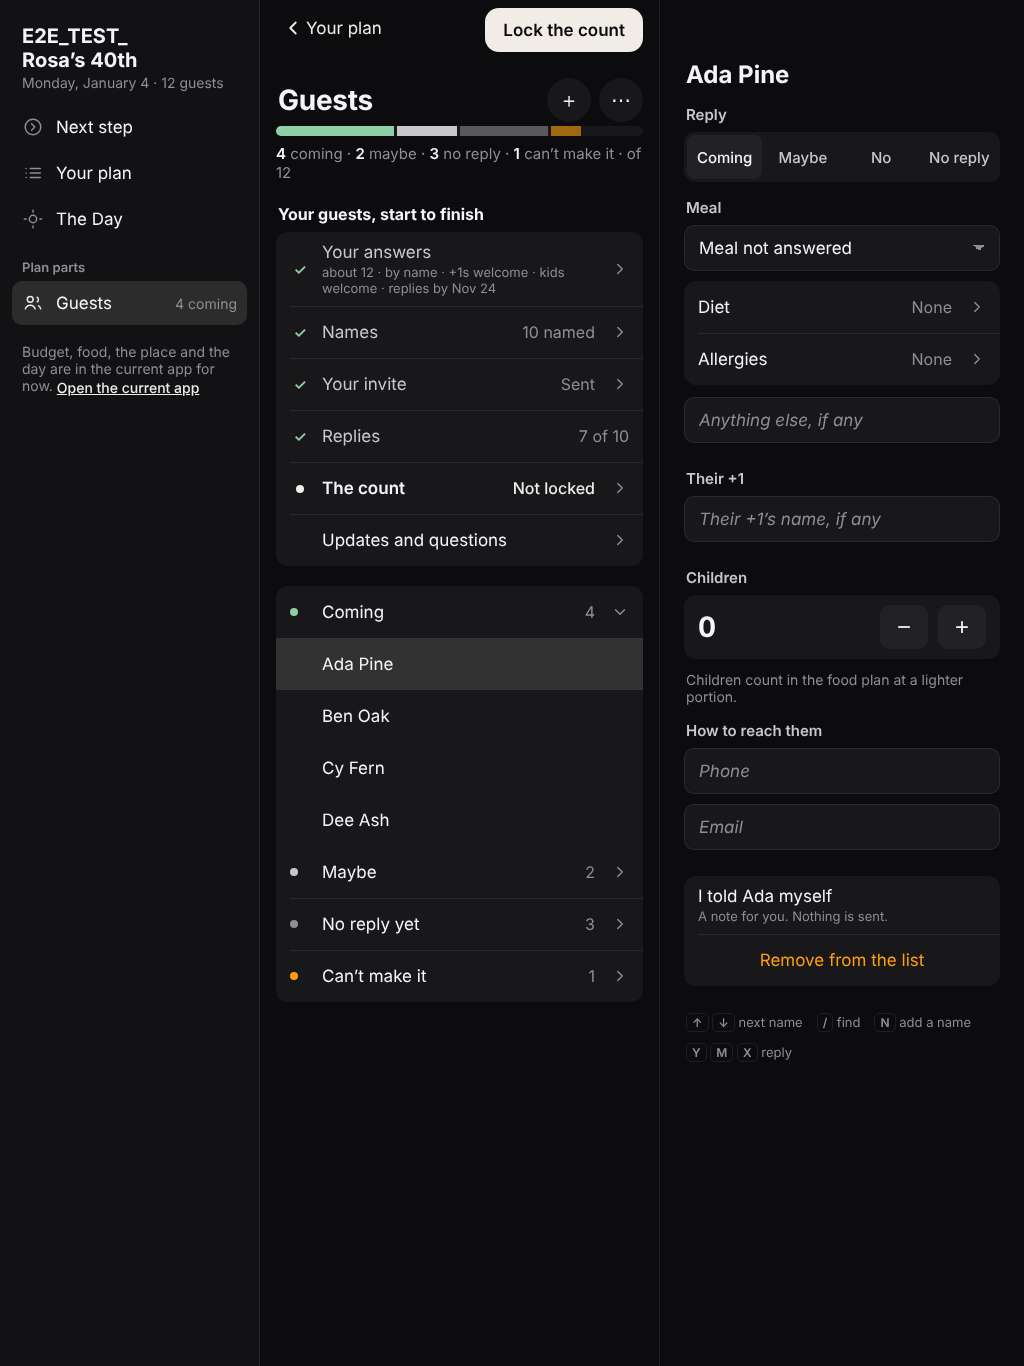 E2E_TEST_
Rosa’s 40th
Monday, January 4 · 12 guests
Next step
Your plan
The Day
Plan parts
Guests 4 coming
Budget, food, the place and the
day are in the current app for
now. Open the current app
Your plan
Lock the count
Guests
+ ···
4 coming · 2 maybe · 3 no reply · 1 can’t make it · of
12
Your guests, start to finish
Your answers
about 12 · by name · +1s welcome · kids
welcome · replies by Nov 24
Names 10 named
Your invite Sent
Replies 7 of 10
The count Not locked
Updates and questions
Coming 4
Ada Pine
Ben Oak
Cy Fern
Dee Ash
Maybe 2
No reply yet 3
Can’t make it 1
Ada Pine
Reply
Coming Maybe No No reply
Meal
Meal not answered
Diet None
Allergies None
Anything else, if any
Their +1
Their +1’s name, if any
Children
0 − +
Children count in the food plan at a lighter
portion.
How to reach them
Phone
Email
I told Ada myself
A note for you. Nothing is sent.
Remove from the list
↑ ↓ next name / find N add a name
Y M X reply